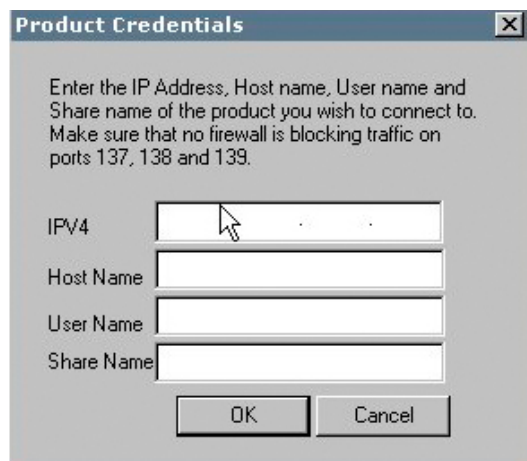 Product Credentials
Enter the IP Address, Host name, User name and
Share name of the product you wish to connect to.
Make sure that no firewall is blocking traffic on
ports 137, 138 and 139.
IPV4 . .
Host Name
User Name
Share Name
OK Cancel